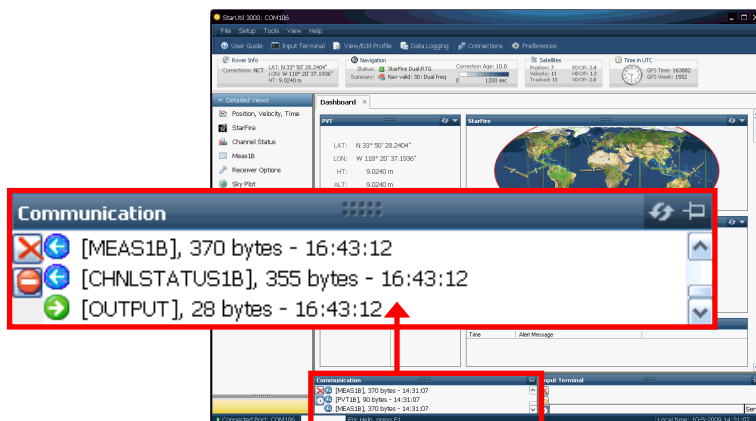 StarUtil 3000: COM106
File Setup Tools View Help
User Guide Input Terminal View/Edit Profile Data Logging Connections Preferences
Rover Info
Corrections: NCT
LAT: N 33° 50' 28.2404"
LON: W 118° 20' 37.1936"
HT: 9.0240 m
Navigation
Status: StarFire Dual:RTG
Summary: Nav valid: 3D: Dual freq
Correction Age: 10.0
0 1200 sec
Satellites
Position: 7 PDOP: 2.4
Velocity: 11 HDOP: 1.3
Tracked: 13 VDOP: 2.0
Time in UTC
GPS Time: 163882
GPS Week: 1552
Detailed Views
Position, Velocity, Time
StarFire
Channel Status
Meas1B
Receiver Options
Sky Plot
Dashboard ×
PVT
LAT: N 33° 50' 28.2404"
LON: W 118° 20' 37.1936"
HT: 9.0240 m
ALT: 9.0240 m
StarFire
Communication
[MEAS1B], 370 bytes - 16:43:12
[CHNLSTATUS1B], 355 bytes - 16:43:12
[OUTPUT], 28 bytes - 16:43:12
Time Alert Message
Communication
[MEAS1B], 370 bytes - 14:31:07
[PVT1B], 90 bytes - 14:31:07
[MEAS1B], 370 bytes - 14:31:07
Input Terminal
Sen
Connected Port: COM106
For Help, press F1
Local time: 10-5-2009 14:31:07